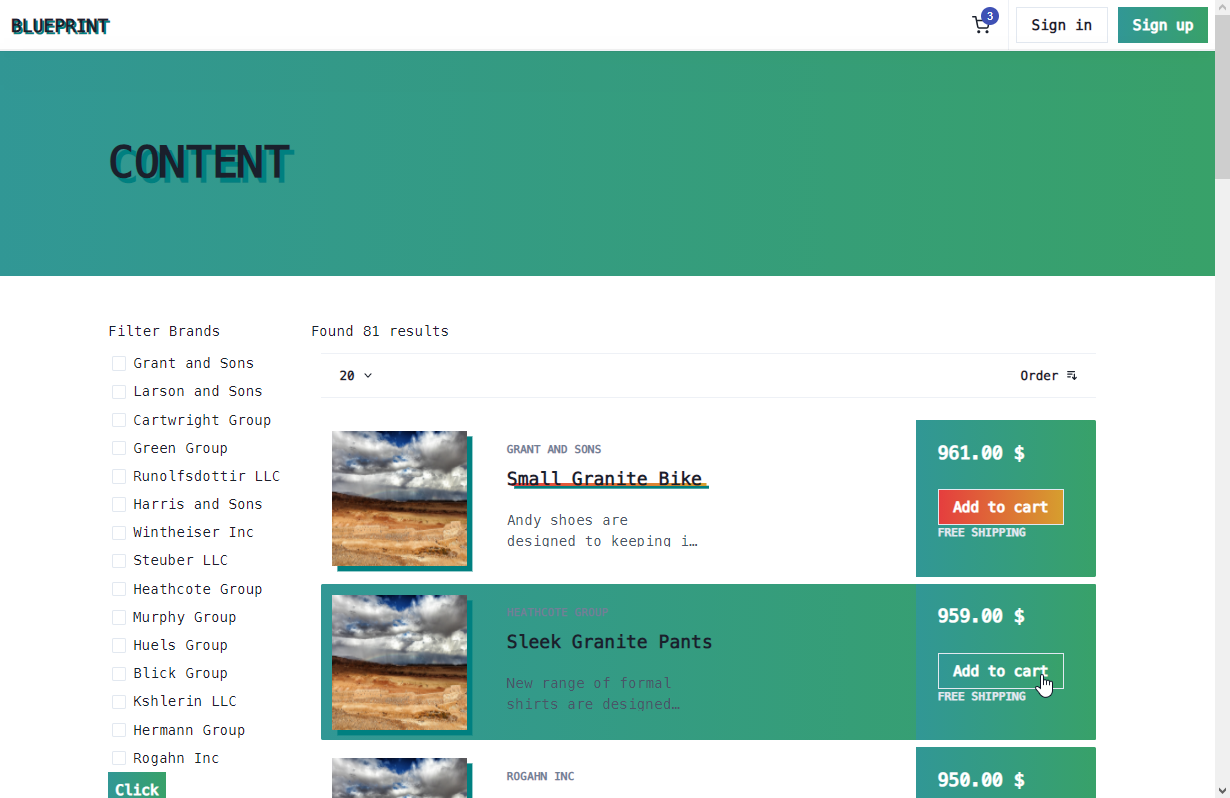 BLUEPRINT
3
Sign in
Sign up
CONTENT
Filter Brands
Grant and Sons
Larson and Sons
Cartwright Group
Green Group
Runolfsdottir LLC
Harris and Sons
Wintheiser Inc
Steuber LLC
Heathcote Group
Murphy Group
Huels Group
Blick Group
Kshlerin LLC
Hermann Group
Rogahn Inc
Click
Found 81 results
20
Order
GRANT AND SONS
Small Granite Bike
Andy shoes are
designed to keeping i…
961.00 $
Add to cart
FREE SHIPPING
HEATHCOTE GROUP
Sleek Granite Pants
New range of formal
shirts are designed…
959.00 $
Add to cart
FREE SHIPPING
ROGAHN INC
950.00 $